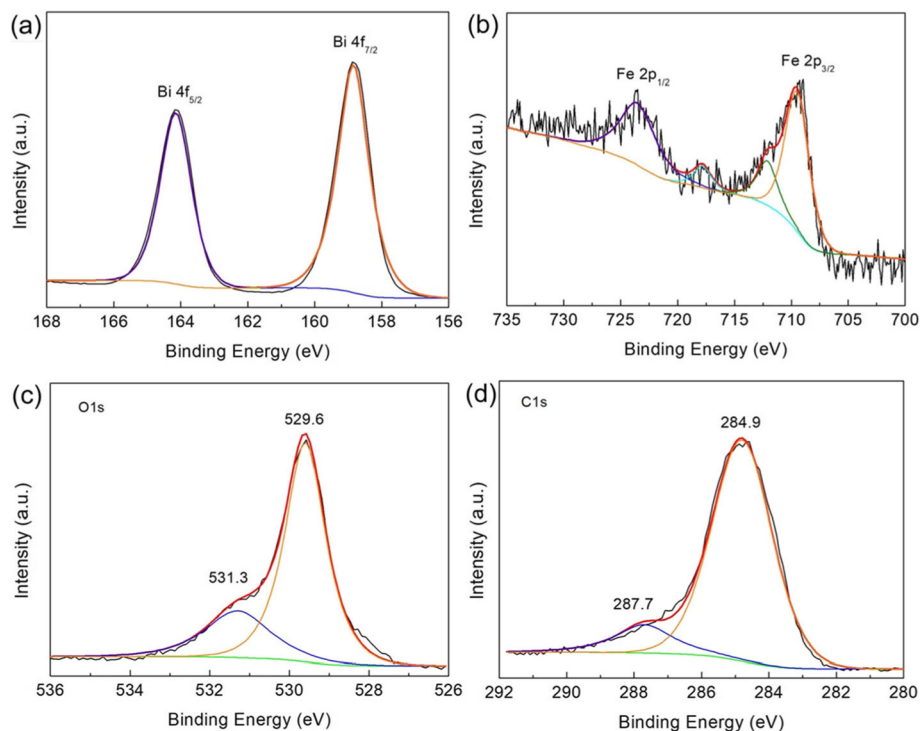 (a)
Bi 4f7/2
Bi 4f5/2
Intensity (a.u.)
168 166 164 162 160 158 156
Binding Energy (eV)
(b)
Fe 2p1/2
Fe 2p3/2
Intensity (a.u.)
735 730 725 720 715 710 705 700
Binding Energy (eV)
(c)
O1s
529.6
531.3
Intensity (a.u.)
536 534 532 530 528 526
Binding Energy (eV)
(d)
C1s
284.9
287.7
Intensity (a.u.)
292 290 288 286 284 282 280
Binding Energy (eV)